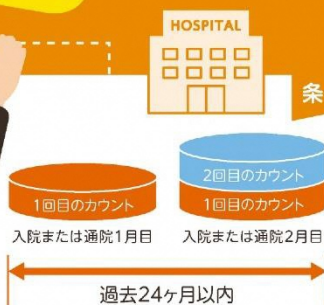 HOSPITAL
条
2回目のカウント
1回目のカウント
1回目のカウント
入院または通院1月目
入院または通院2月目
過去24ヶ月以内